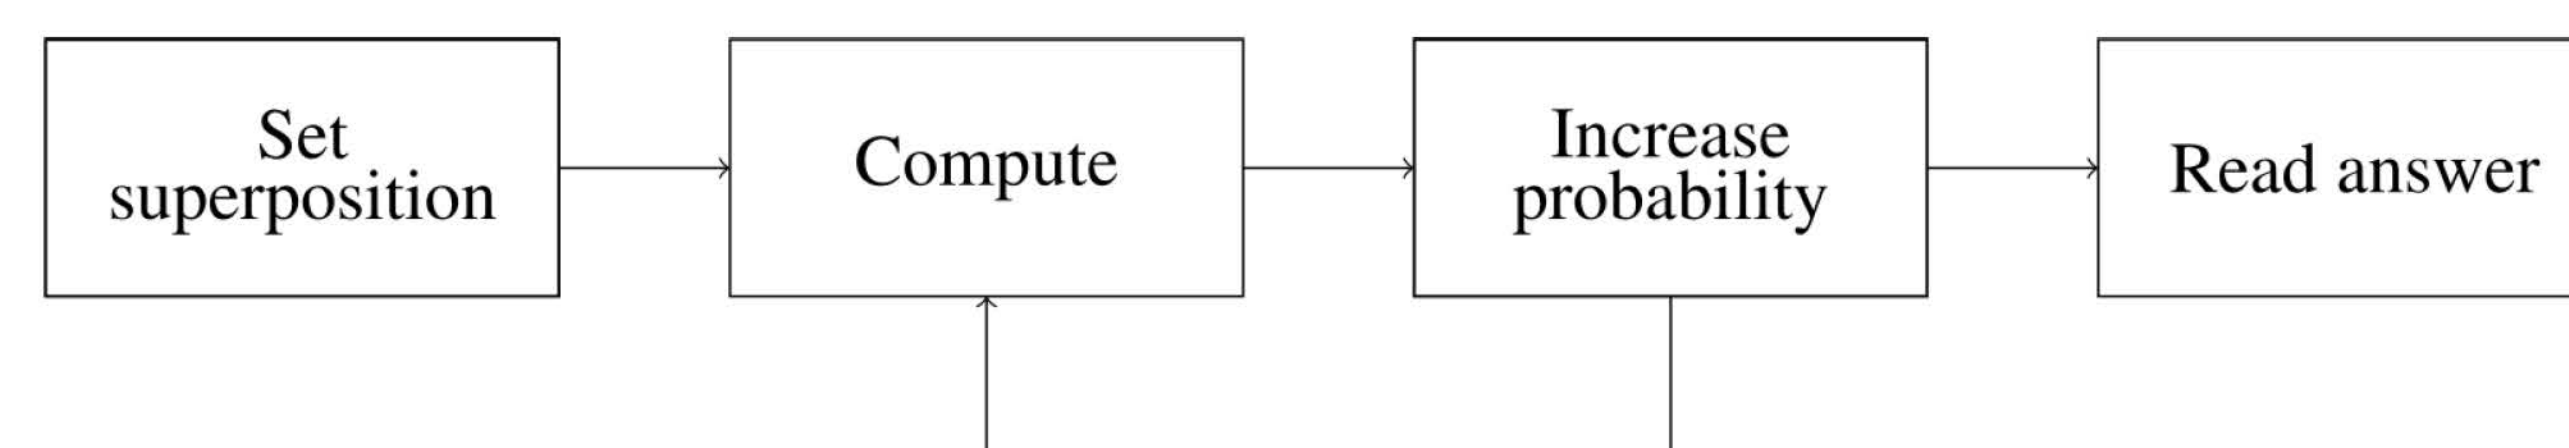 Set
superposition
Compute
Increase
probability
Read answer